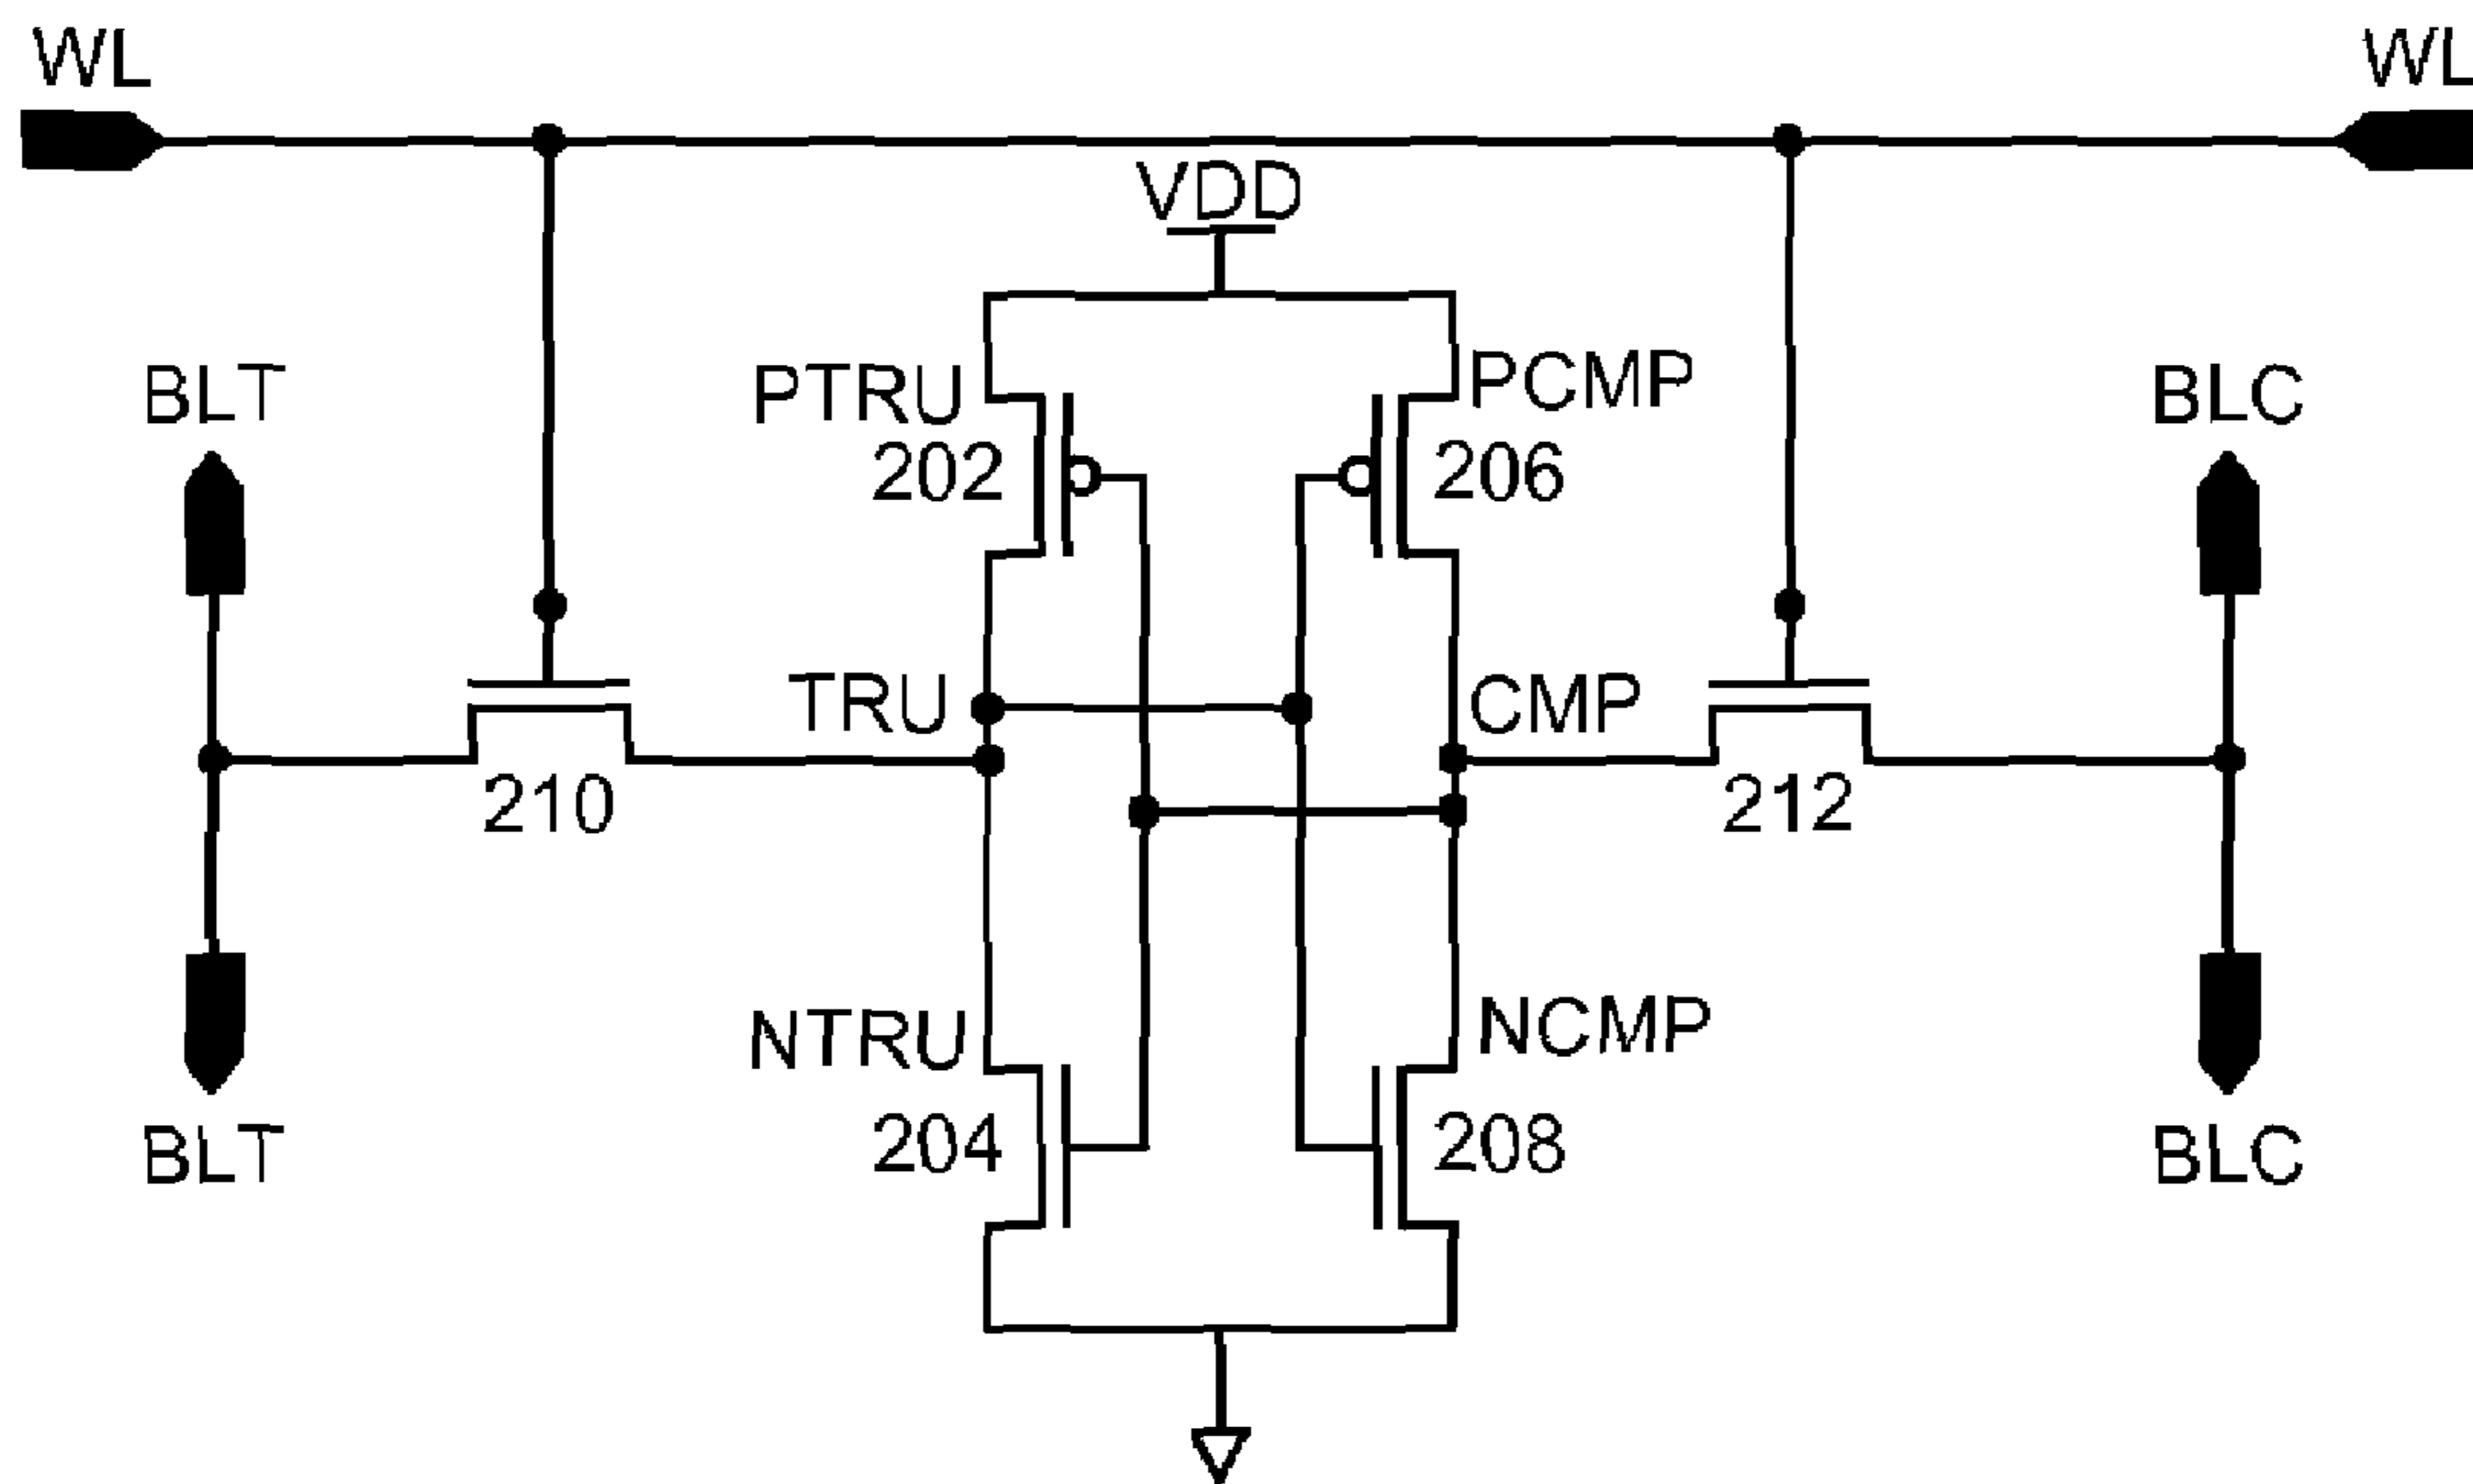 WL
WL
VDD
BLT
PTRU
202
PCMP
206
BLC
TRU
CMP
210
212
NTRU
204
NCMP
208
BLT
BLC